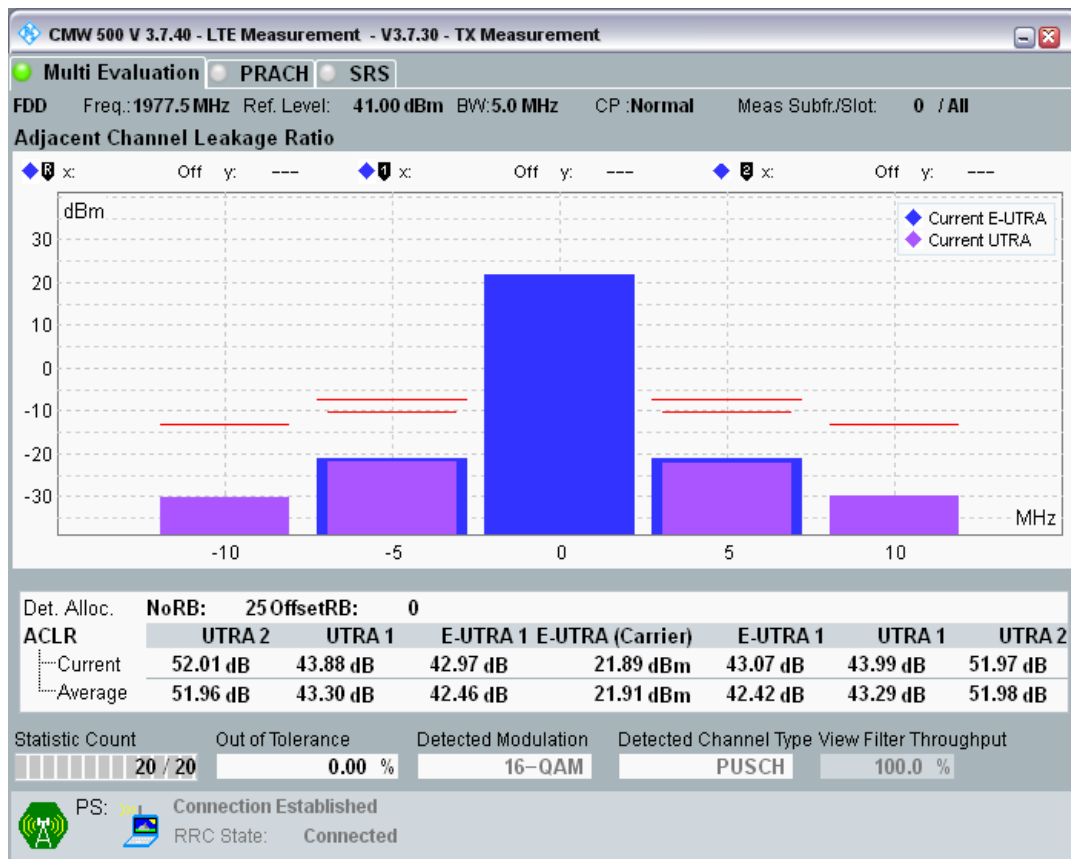 CMW 500 V 3.7.40 - LTE Measurement - V3.7.30 - TX Measurement
Multi Evaluation PRACH SRS
FDD Freq.:1977.5 MHz Ref. Level: 41.00 dBm BW:5.0 MHz CP :Normal Meas Subfr./Slot: 0 / All
Adjacent Channel Leakage Ratio
R x: Off y: --- 1 x: Off y: --- 2 x: Off y: ---
dBm
Current E-UTRA
Current UTRA
30
20
10
0
-10
-20
-30
MHz
-10 -5 0 5 10
Det. Alloc. NoRB: 25 OffsetRB: 0
ACLR UTRA 2 UTRA 1 E-UTRA 1 E-UTRA (Carrier) E-UTRA 1 UTRA 1 UTRA 2
Current 52.01 dB 43.88 dB 42.97 dB 21.89 dBm 43.07 dB 43.99 dB 51.97 dB
Average 51.96 dB 43.30 dB 42.46 dB 21.91 dBm 42.42 dB 43.29 dB 51.98 dB
Statistic Count Out of Tolerance Detected Modulation Detected Channel Type View Filter Throughput
20 / 20 0.00 % 16-QAM PUSCH 100.0 %
PS: Connection Established
RRC State: Connected